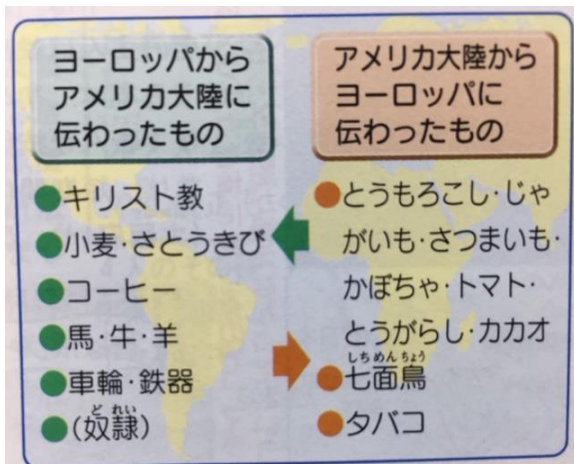 ヨーロッパから
アメリカ大陸に
伝わったもの
●キリスト教
●小麦・さとうきび
●コーヒー
●馬・牛・羊
●車輪・鉄器
●(奴隷)
どれい
アメリカ大陸から
ヨーロッパに
伝わったもの
●とうもろこし・じゃ
がいも・さつまいも・
かぼちゃ・トマト・
とうがらし・カカオ
しちめんちょう
●七面鳥
●タバコ